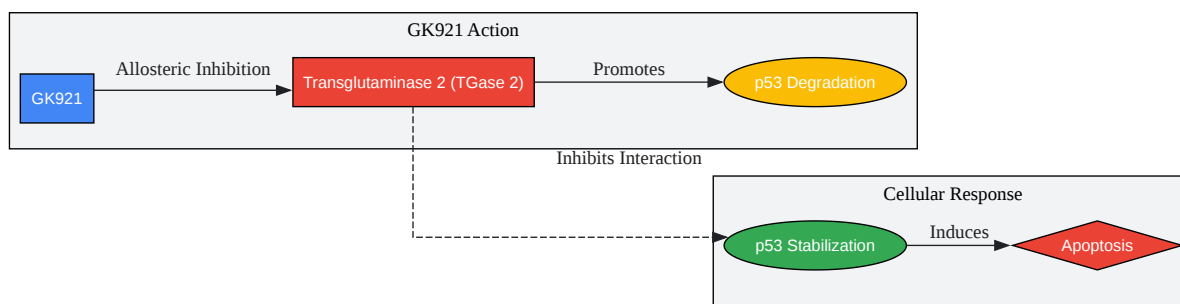 GK921 Action
GK921
Allosteric Inhibition
Transglutaminase 2 (TGase 2)
Promotes
p53 Degradation
Inhibits Interaction
Cellular Response
p53 Stabilization
Induces
Apoptosis